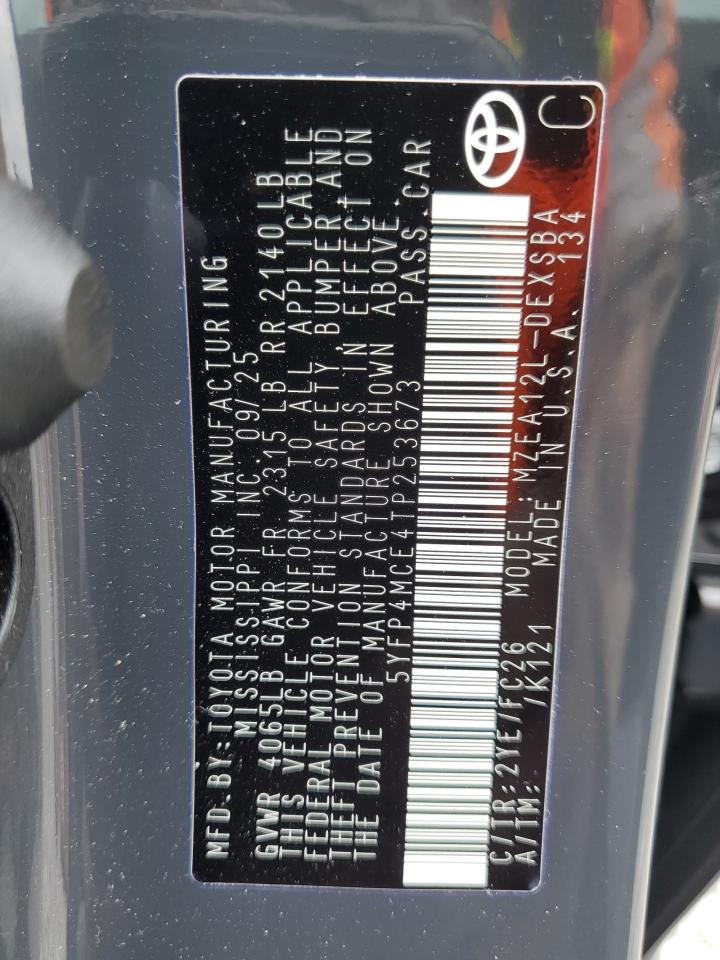 MFD.BY:TOYOTA MOTOR MANUFACTURING
MISSISSIPPI INC 09/25
GVWR 4065LB GAWR FR 2315 LB RR 2140LB
THIS VEHICLE CONFORMS TO ALL APPLICABLE
FEDERAL MOTOR VEHICLE SAFETY, BUMPER AND
THEFT PREVENTION STANDARDS IN EFFECT ON
THE DATE OF MANUFACTURE SHOWN ABOVE.
5YFP4MCE4TP253673 PASS.CAR
C/TR:2YE/FC26 MODEL:MZEA12L-DEXSBA
A/TM: /K121 MADE IN U.S.A. 134
C